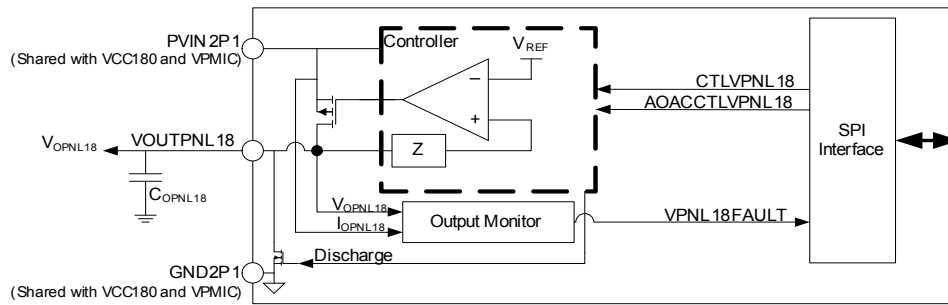 PVIN2P1
(Shared with VCC180 and VPMIC)
Controller
VREF
−
+
Z
CTLVPNL18
AOACCTLVPNL18
SPI
Interface
VOPNL18
VOUTPNL18
COPNL18
VOPNL18
IOPNL18
Output Monitor
VPNL18FAULT
Discharge
GND2P1
(Shared with VCC180 and VPMIC)